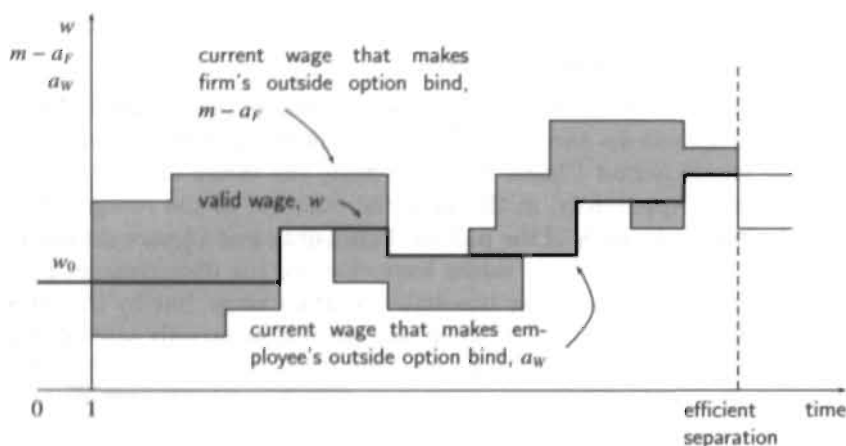 w
m − a_F
a_W
current wage that makes
firm's outside option bind,
m − a_F
valid wage, w
w_0
current wage that makes em-
ployee's outside option bind, a_W
0 1 efficient time
separation